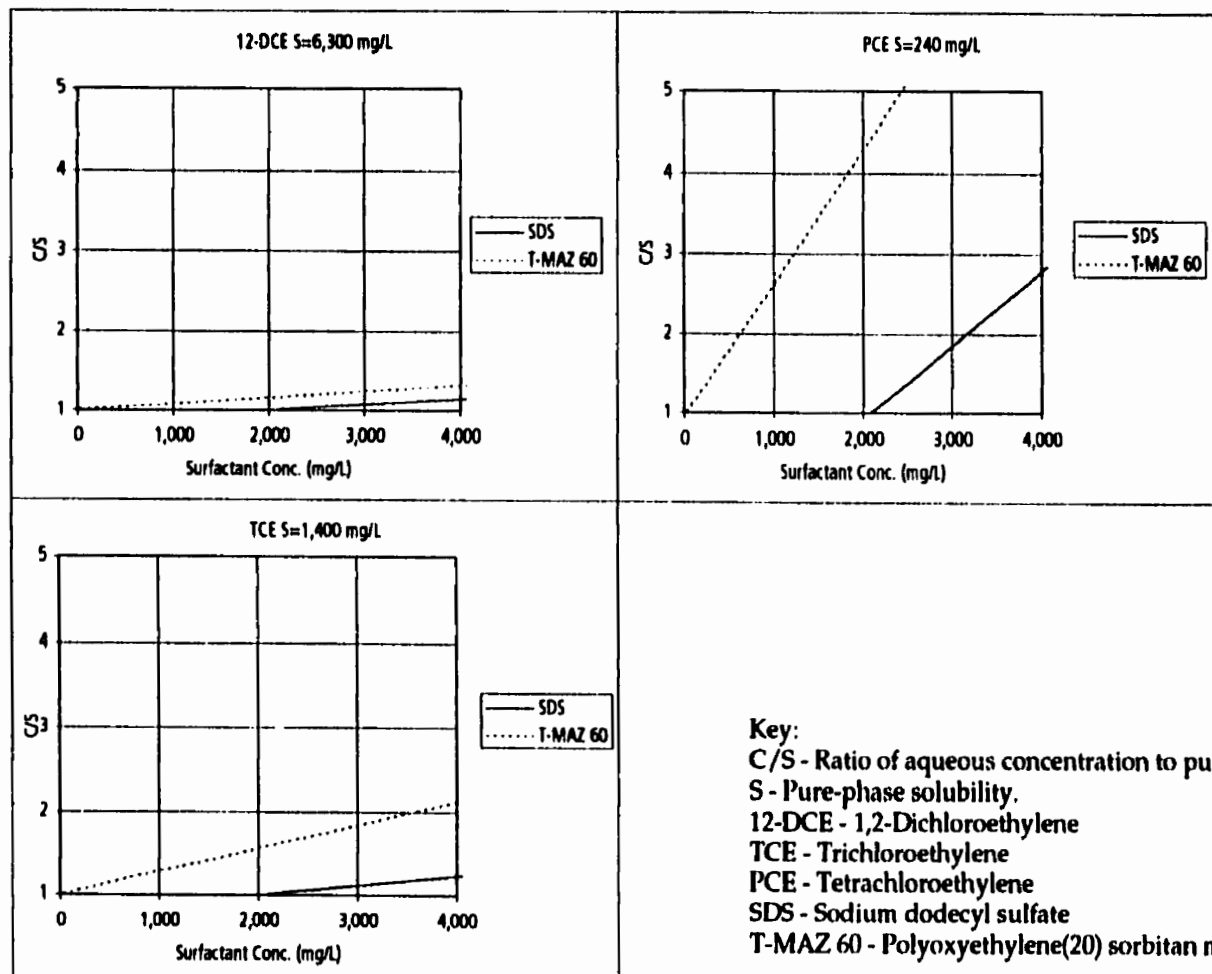 12-DCE S=6,300 mg/L
5
4
3
2
1
C/S
0 1,000 2,000 3,000 4,000
Surfactant Conc. (mg/L)
SDS
T-MAZ 60
PCE S=240 mg/L
5
4
3
2
1
C/S
0 1,000 2,000 3,000 4,000
Surfactant Conc. (mg/L)
SDS
T-MAZ 60
TCE S=1,400 mg/L
5
4
3
2
1
C/S
0 1,000 2,000 3,000 4,000
Surfactant Conc. (mg/L)
SDS
T-MAZ 60
Key:
C/S - Ratio of aqueous concentration to pu
S - Pure-phase solubility.
12-DCE - 1,2-Dichloroethylene
TCE - Trichloroethylene
PCE - Tetrachloroethylene
SDS - Sodium dodecyl sulfate
T-MAZ 60 - Polyoxyethylene(20) sorbitan